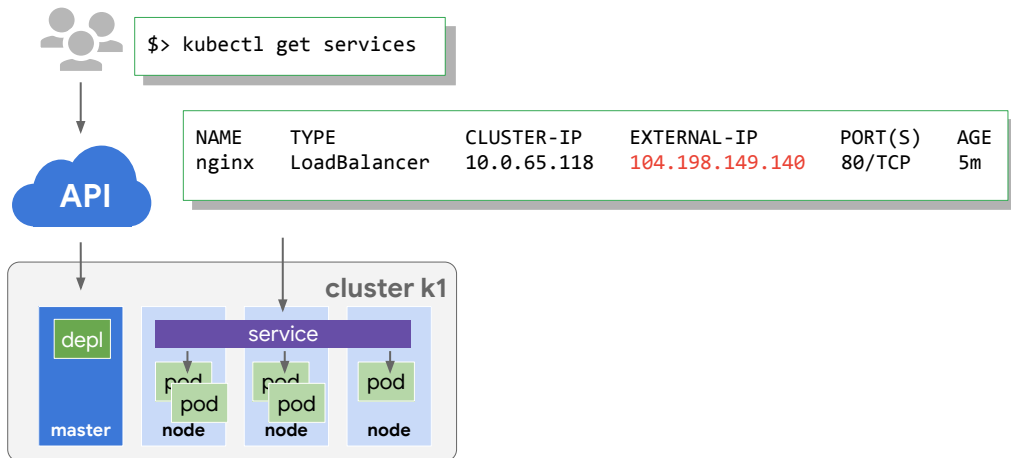 $> kubectl get services
NAME TYPE CLUSTER-IP EXTERNAL-IP PORT(S) AGE
nginx LoadBalancer 10.0.65.118 104.198.149.140 80/TCP 5m
API
cluster k1
depl
service
pod pod pod
pod pod
master node node node